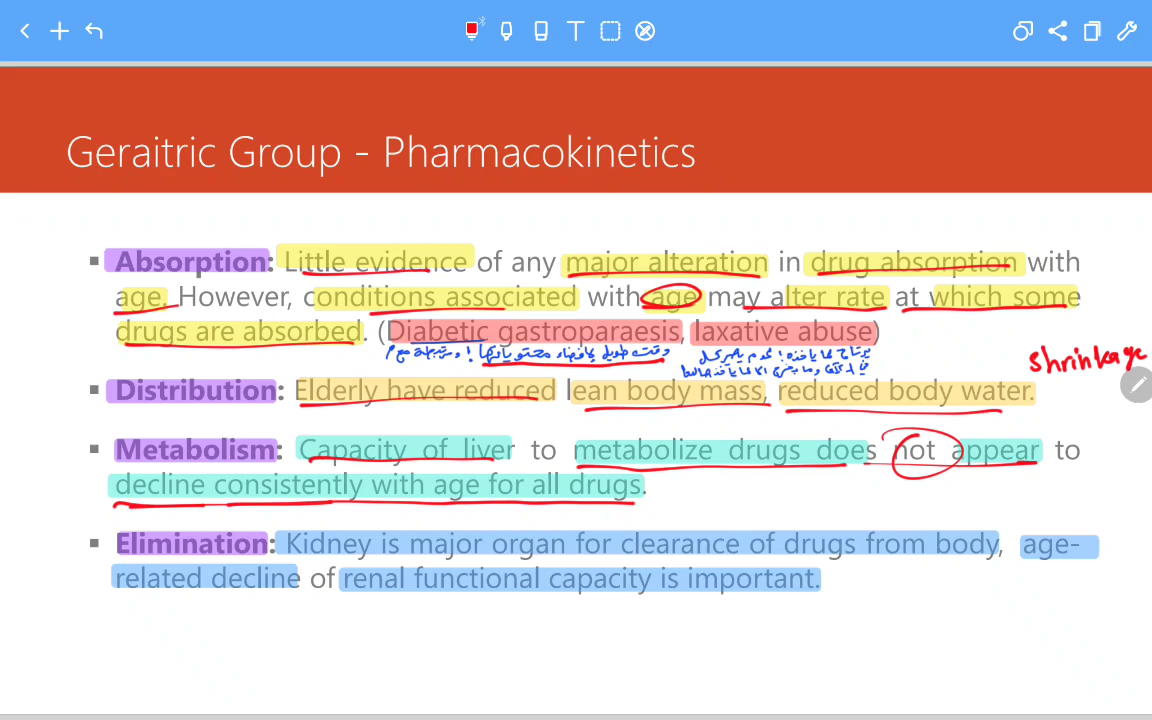 Geraitric Group - Pharmacokinetics
▪ Absorption: Little evidence of any major alteration in drug absorption with
age. However, conditions associated with age may alter rate at which some
drugs are absorbed. (Diabetic gastroparaesis, laxative abuse)
وقت طويل لإفضاء محتوياتها !
Shrinkage
▪ Distribution: Elderly have reduced lean body mass, reduced body water.
▪ Metabolism: Capacity of liver to metabolize drugs does not appear to
decline consistently with age for all drugs.
▪ Elimination: Kidney is major organ for clearance of drugs from body, age-
related decline of renal functional capacity is important.